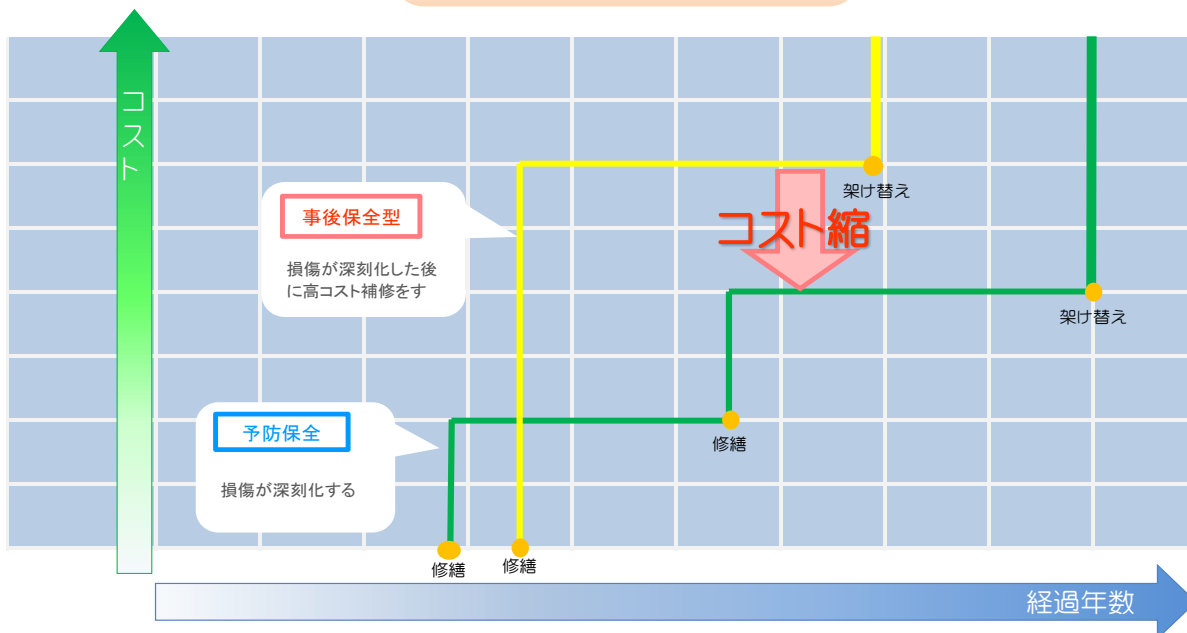 コスト
事後保全型
損傷が深刻化した後
に高コスト補修をす
架け替え
コスト縮
架け替え
予防保全
損傷が深刻化する
修繕
修繕
修繕
経過年数